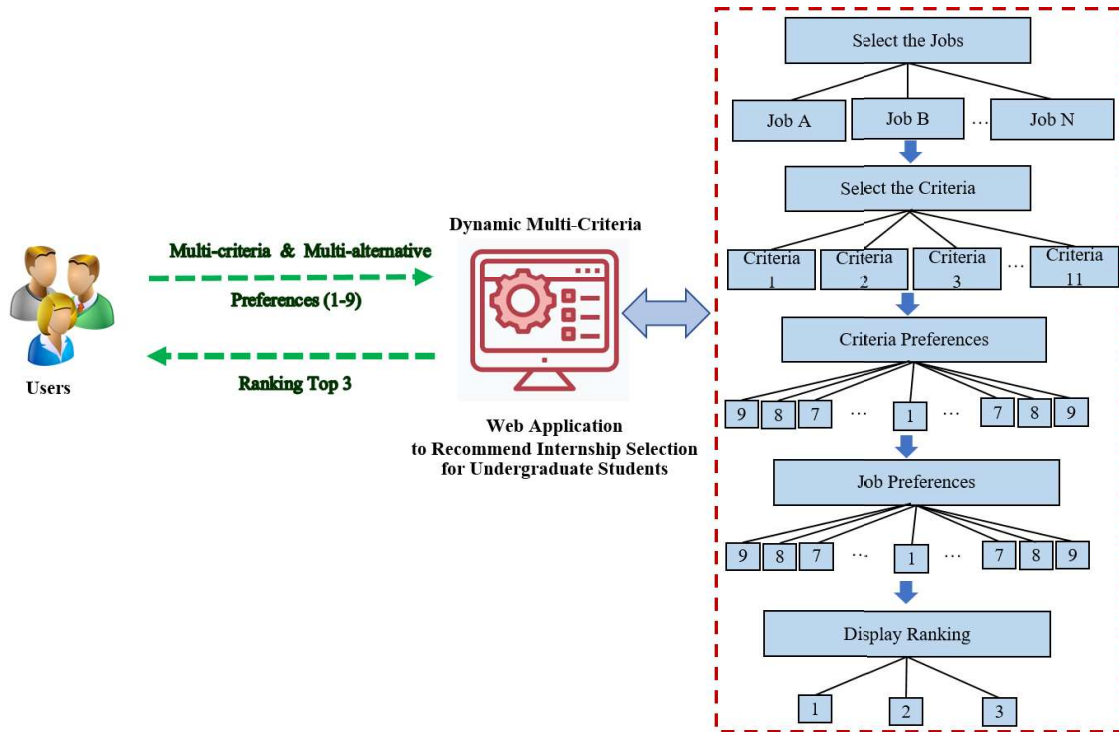 Users
Multi-criteria & Multi-alternative
Preferences (1-9)
Ranking Top 3
Dynamic Multi-Criteria
Web Application
to Recommend Internship Selection
for Undergraduate Students
Select the Jobs
Job A Job B ... Job N
Select the Criteria
Criteria Criteria Criteria ... Criteria
1 2 3 11
Criteria Preferences
9 8 7 ... 1 ... 7 8 9
Job Preferences
9 8 7 ... 1 ... 7 8 9
Display Ranking
1 2 3